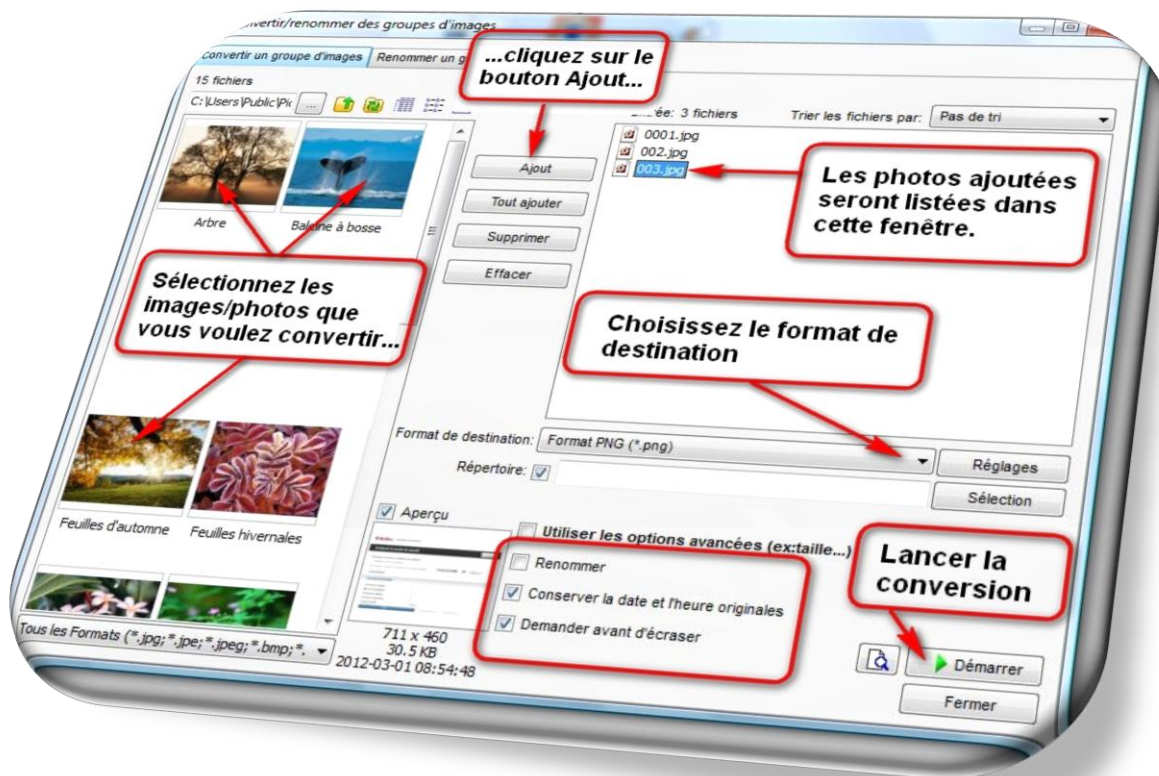 onvertir/renommer des groupes d'images
Convertir un groupe d'images
Renommer un g
...cliquez sur le
bouton Ajout...
15 fichiers
C:\Users\Public\Pic
...
rée: 3 fichiers
Trier les fichiers par:
Pas de tri
0001.jpg
002.jpg
003.jpg
Ajout
Tout ajouter
Supprimer
Effacer
Les photos ajoutées
seront listées dans
cette fenêtre.
Arbre
Baleine à bosse
Sélectionnez les
images/photos que
vous voulez convertir...
Choisissez le format de
destination
Format de destination:
Format PNG (*.png)
Réglages
Répertoire:
Sélection
Feuilles d'automne
Feuilles hivernales
Aperçu
Utiliser les options avancées (ex:taille...)
Renommer
Conserver la date et l'heure originales
Demander avant d'écraser
Lancer la
conversion
Tous les Formats (*.jpg;*.jpe;*.jpeg;*.bmp;*.
711 x 460
30.5 KB
2012-03-01 08:54:48
Démarrer
Fermer